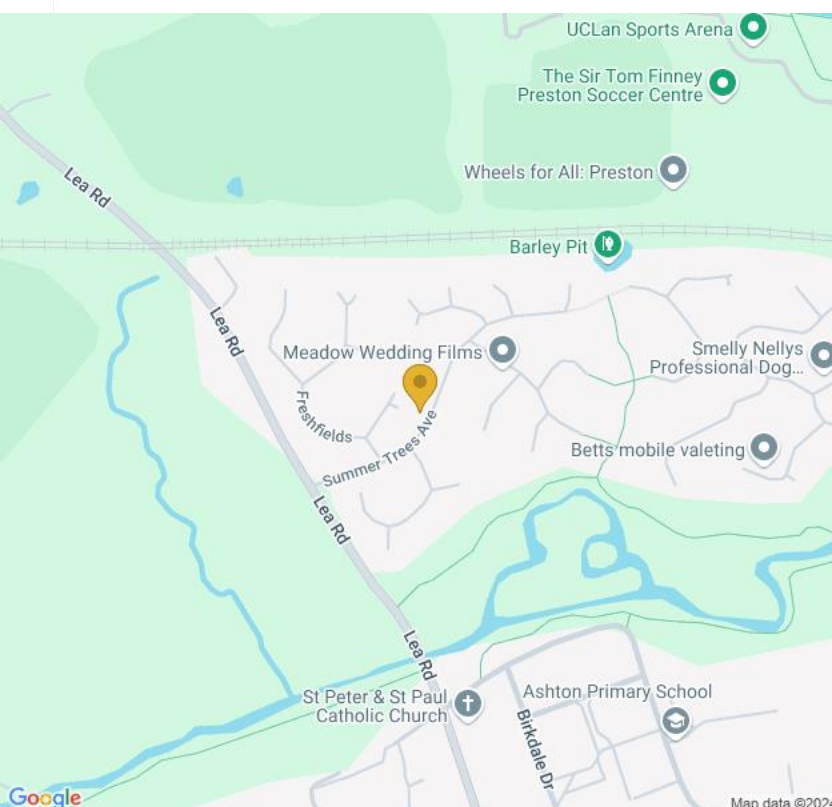 UCLan Sports Arena
The Sir Tom Finney
Preston Soccer Centre
Lea Rd
Wheels for All: Preston
Barley Pit
Lea Rd
Meadow Wedding Films
Smelly Nellys
Professional Dog...
Freshfields
Summer Trees Ave
Betts mobile valeting
Lea Rd
Lea Rd
St Peter & St Paul
Catholic Church
Ashton Primary School
Birkdale Dr
Google
Map data ©2024